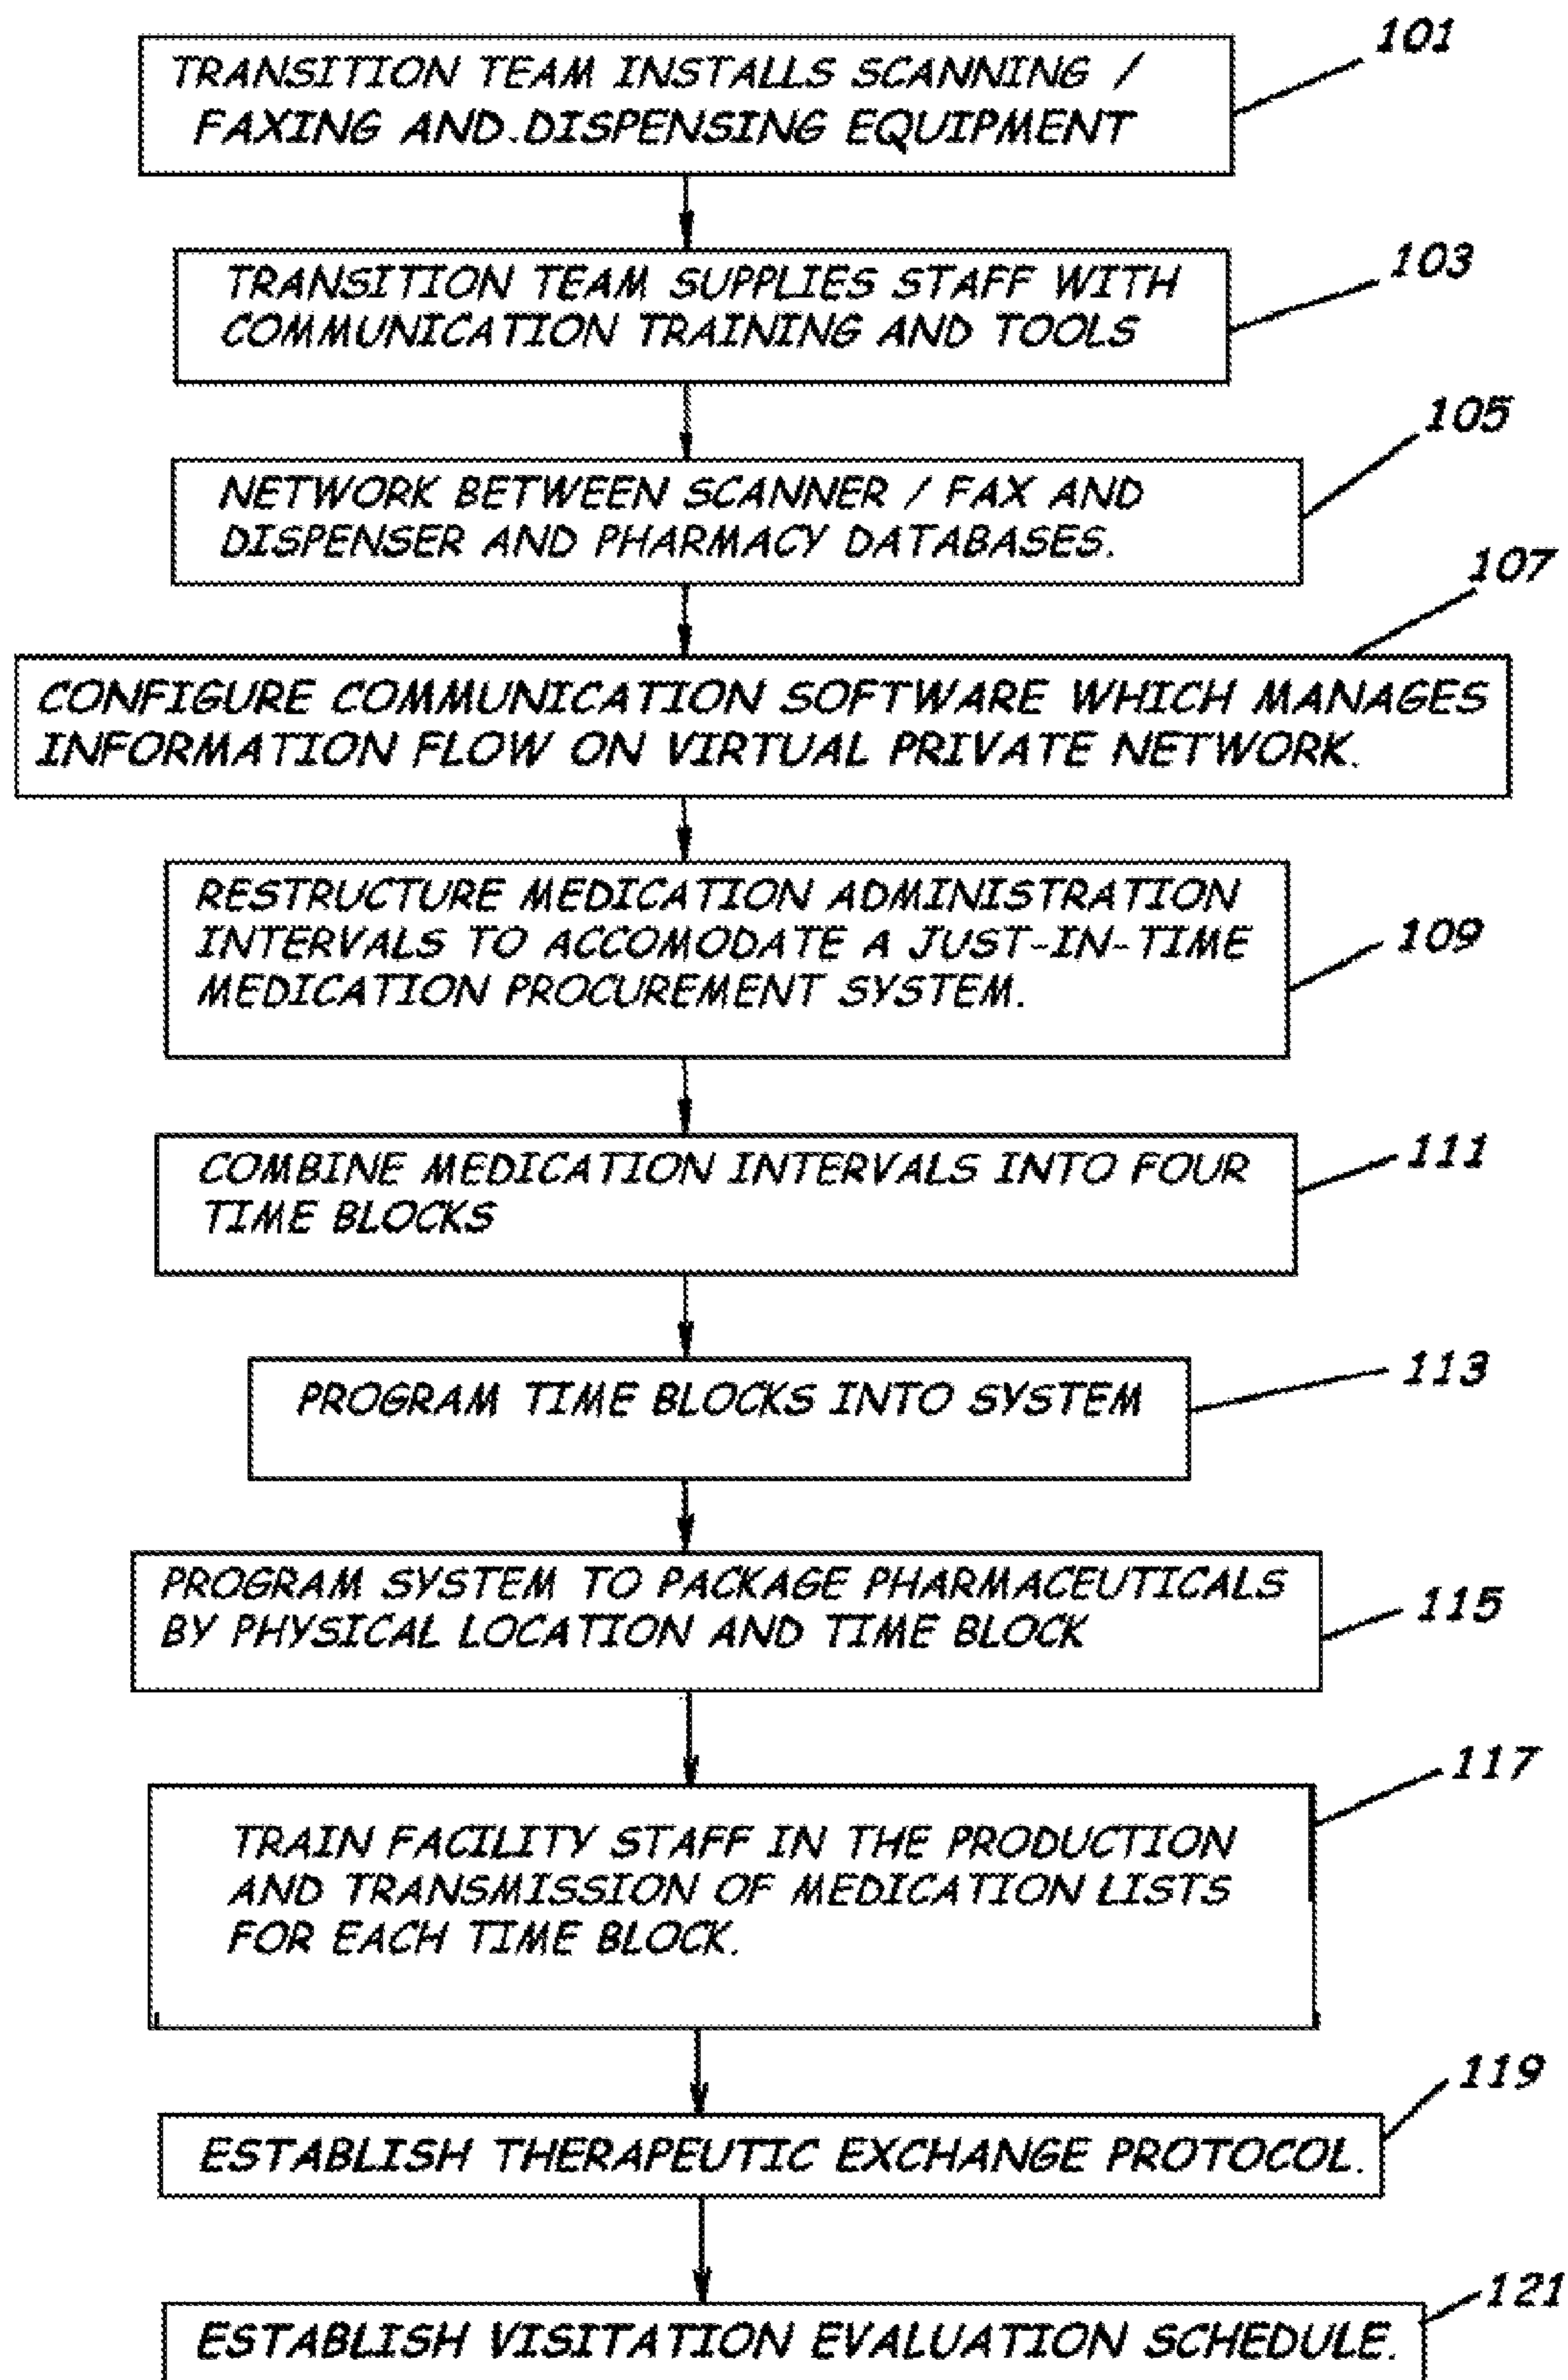 101
TRANSITION TEAM INSTALLS SCANNING /
FAXING AND DISPENSING EQUIPMENT
103
TRANSITION TEAM SUPPLIES STAFF WITH
COMMUNICATION TRAINING AND TOOLS
105
NETWORK BETWEEN SCANNER / FAX AND
DISPENSER AND PHARMACY DATABASES.
107
CONFIGURE COMMUNICATION SOFTWARE WHICH MANAGES
INFORMATION FLOW ON VIRTUAL PRIVATE NETWORK.
RESTRUCTURE MEDICATION ADMINISTRATION
INTERVALS TO ACCOMODATE A JUST-IN-TIME
MEDICATION PROCUREMENT SYSTEM.
109
COMBINE MEDICATION INTERVALS INTO FOUR
TIME BLOCKS
111
PROGRAM TIME BLOCKS INTO SYSTEM
113
PROGRAM SYSTEM TO PACKAGE PHARMACEUTICALS
BY PHYSICAL LOCATION AND TIME BLOCK
115
117
TRAIN FACILITY STAFF IN THE PRODUCTION
AND TRANSMISSION OF MEDICATION LISTS
FOR EACH TIME BLOCK.
119
ESTABLISH THERAPEUTIC EXCHANGE PROTOCOL.
121
ESTABLISH VISITATION EVALUATION SCHEDULE.